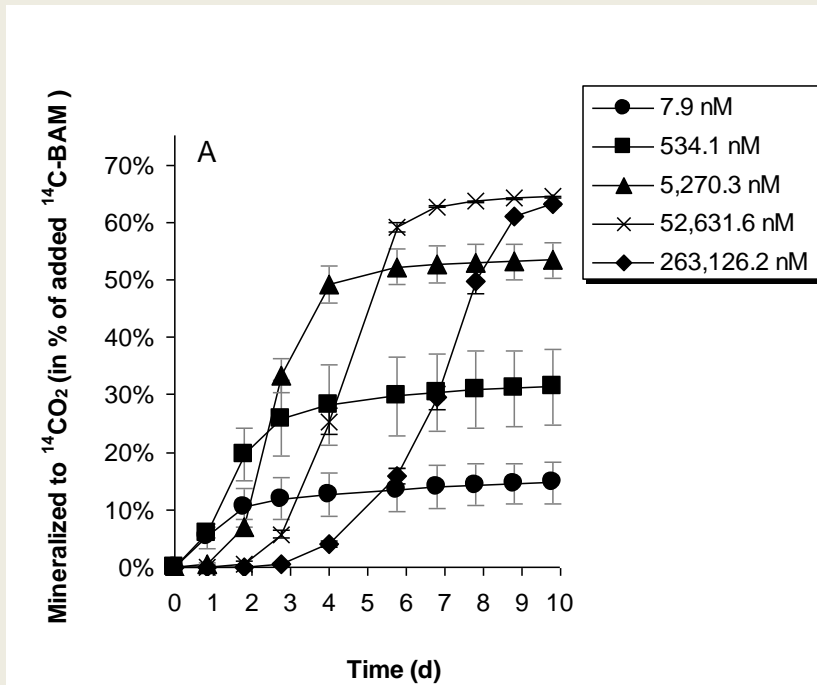 A
7.9 nM
534.1 nM
5,270.3 nM
52,631.6 nM
263,126.2 nM
Mineralized to ¹⁴CO₂ (in % of added ¹⁴C-BAM )
70%
60%
50%
40%
30%
20%
10%
0%
0 1 2 3 4 5 6 7 8 9 10
Time (d)